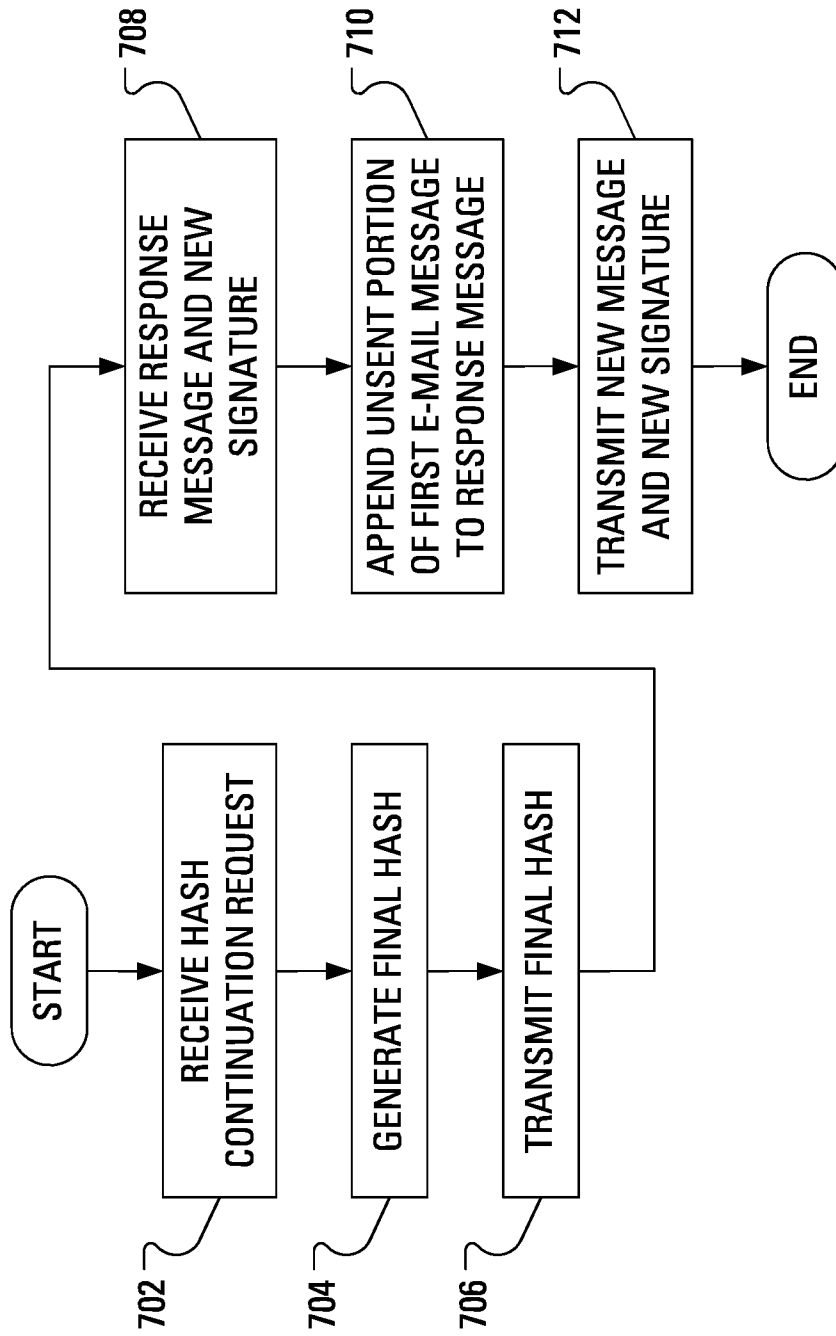 START
702
RECEIVE HASH
CONTINUATION REQUEST
704
GENERATE FINAL HASH
706
TRANSMIT FINAL HASH
708
RECEIVE RESPONSE
MESSAGE AND NEW
SIGNATURE
710
APPEND UNSENT PORTION
OF FIRST E-MAIL MESSAGE
TO RESPONSE MESSAGE
712
TRANSMIT NEW MESSAGE
AND NEW SIGNATURE
END